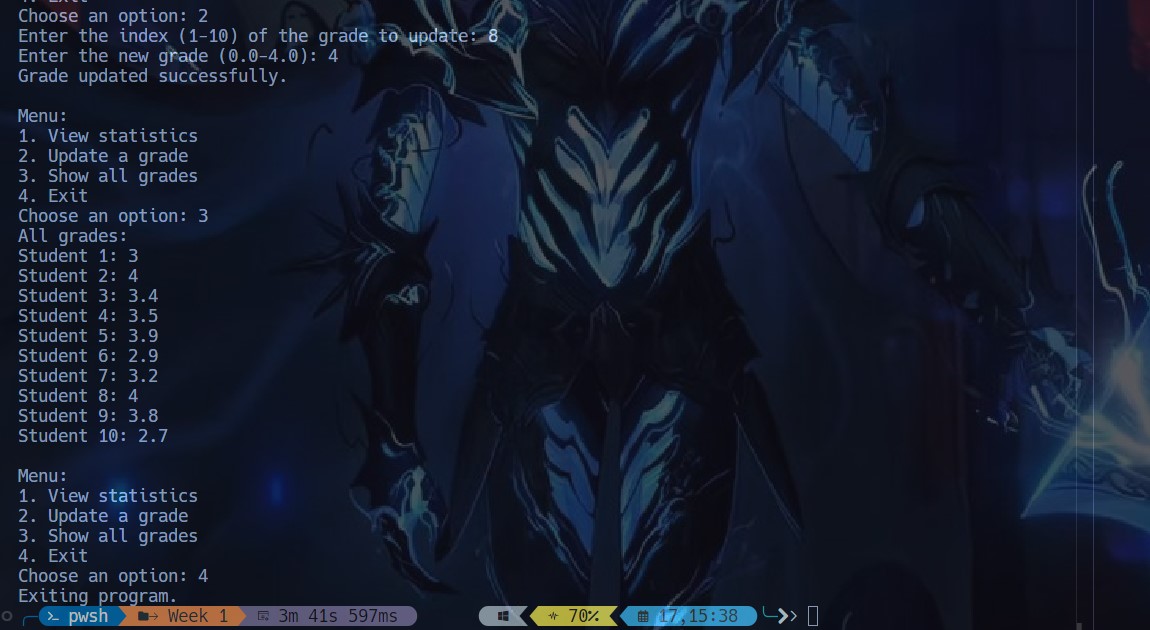 4. Exit
Choose an option: 2
Enter the index (1-10) of the grade to update: 8
Enter the new grade (0.0-4.0): 4
Grade updated successfully.
Menu:
1. View statistics
2. Update a grade
3. Show all grades
4. Exit
Choose an option: 3
All grades:
Student 1: 3
Student 2: 4
Student 3: 3.4
Student 4: 3.5
Student 5: 3.9
Student 6: 2.9
Student 7: 3.2
Student 8: 4
Student 9: 3.8
Student 10: 2.7
Menu:
1. View statistics
2. Update a grade
3. Show all grades
4. Exit
Choose an option: 4
Exiting program.
pwsh Week 1 3m 41s 597ms 70% 17,15:38